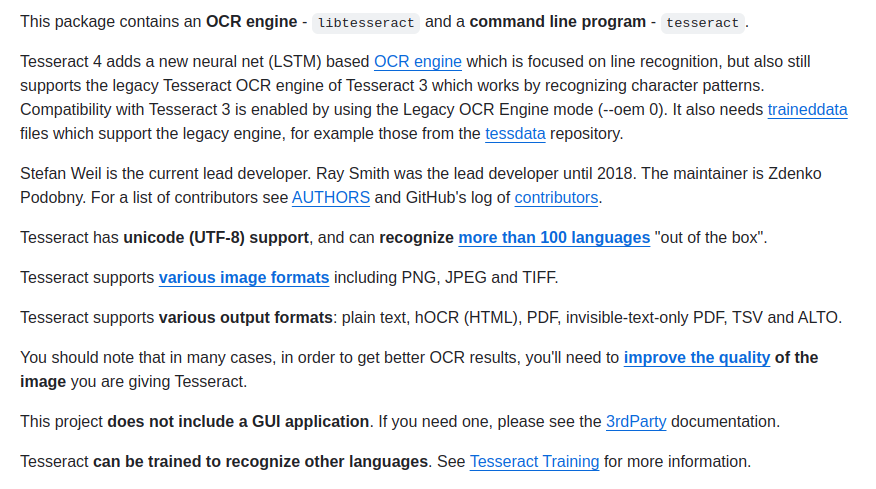 This package contains an OCR engine - libtesseract and a command line program - tesseract.
Tesseract 4 adds a new neural net (LSTM) based OCR engine which is focused on line recognition, but also still
supports the legacy Tesseract OCR engine of Tesseract 3 which works by recognizing character patterns.
Compatibility with Tesseract 3 is enabled by using the Legacy OCR Engine mode (--oem 0). It also needs traineddata
files which support the legacy engine, for example those from the tessdata repository.
Stefan Weil is the current lead developer. Ray Smith was the lead developer until 2018. The maintainer is Zdenko
Podobny. For a list of contributors see AUTHORS and GitHub's log of contributors.
Tesseract has unicode (UTF-8) support, and can recognize more than 100 languages "out of the box".
Tesseract supports various image formats including PNG, JPEG and TIFF.
Tesseract supports various output formats: plain text, hOCR (HTML), PDF, invisible-text-only PDF, TSV and ALTO.
You should note that in many cases, in order to get better OCR results, you'll need to improve the quality of the
image you are giving Tesseract.
This project does not include a GUI application. If you need one, please see the 3rdParty documentation.
Tesseract can be trained to recognize other languages. See Tesseract Training for more information.